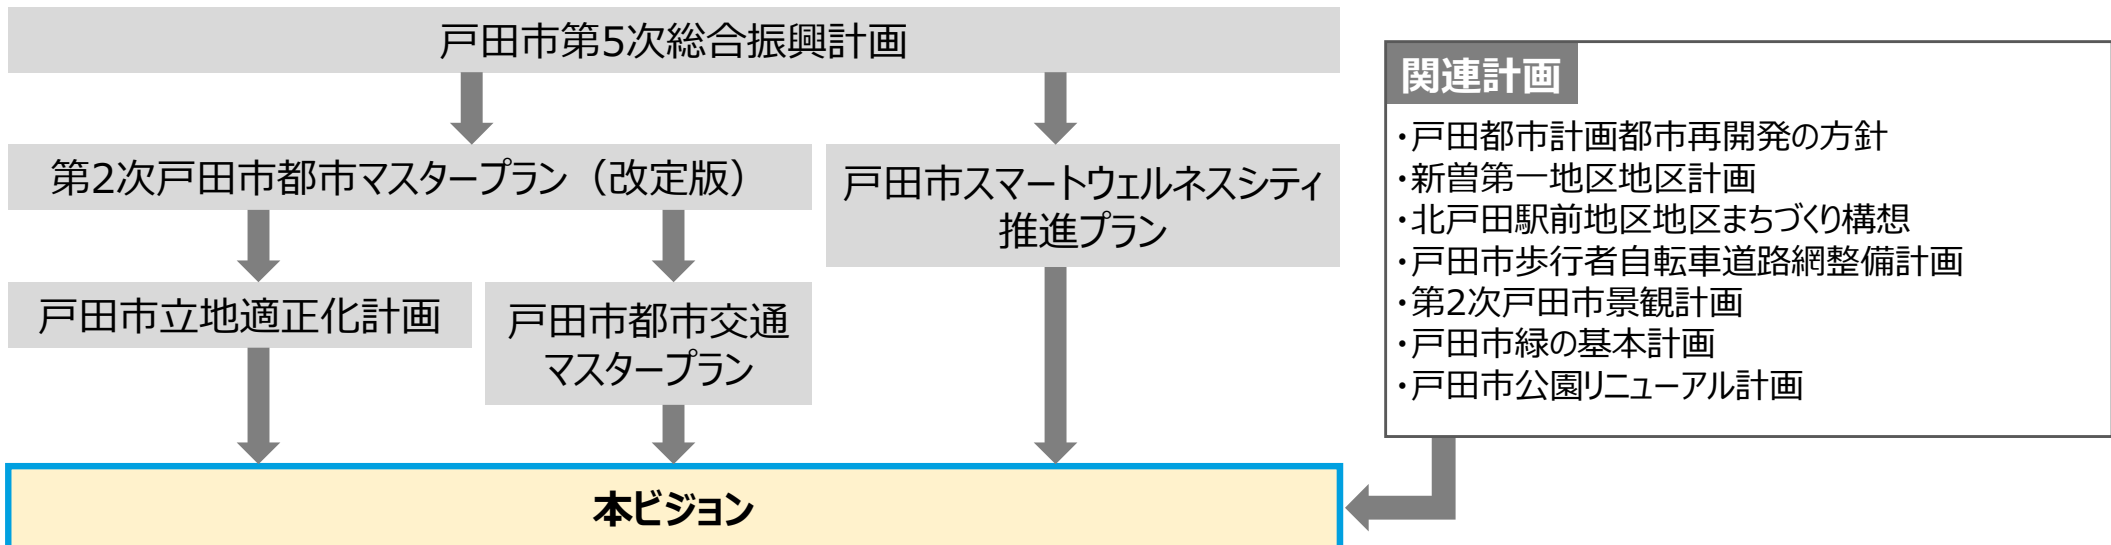 戸田市第5次総合振興計画
第2次戸田市都市マスタープラン（改定版）
戸田市スマートウェルネスシティ
推進プラン
戸田市立地適正化計画
戸田市都市交通
マスタープラン
本ビジョン
関連計画
・戸田都市計画都市再開発の方針
・新曽第一地区地区計画
・北戸田駅前地区地区まちづくり構想
・戸田市歩行者自転車道路網整備計画
・第2次戸田市景観計画
・戸田市緑の基本計画
・戸田市公園リニューアル計画